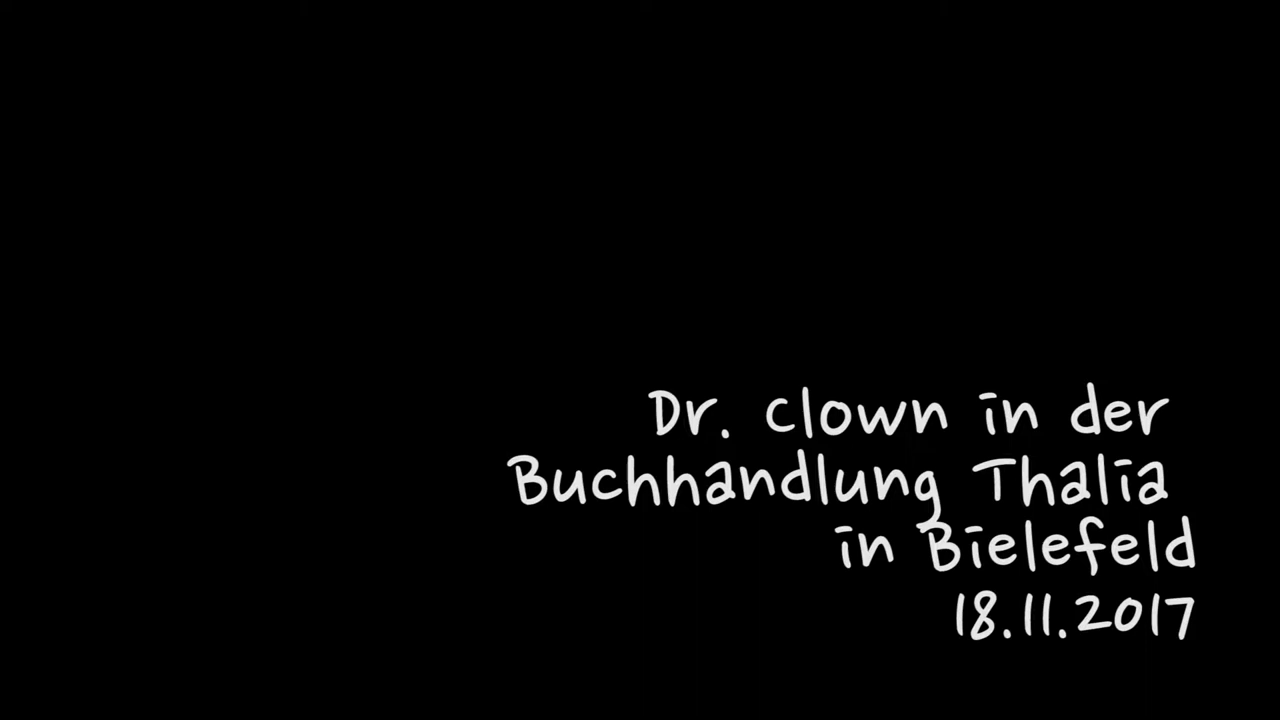 Dr. Clown in der
Buchhandlung Thalia
in Bielefeld
18.11.2017